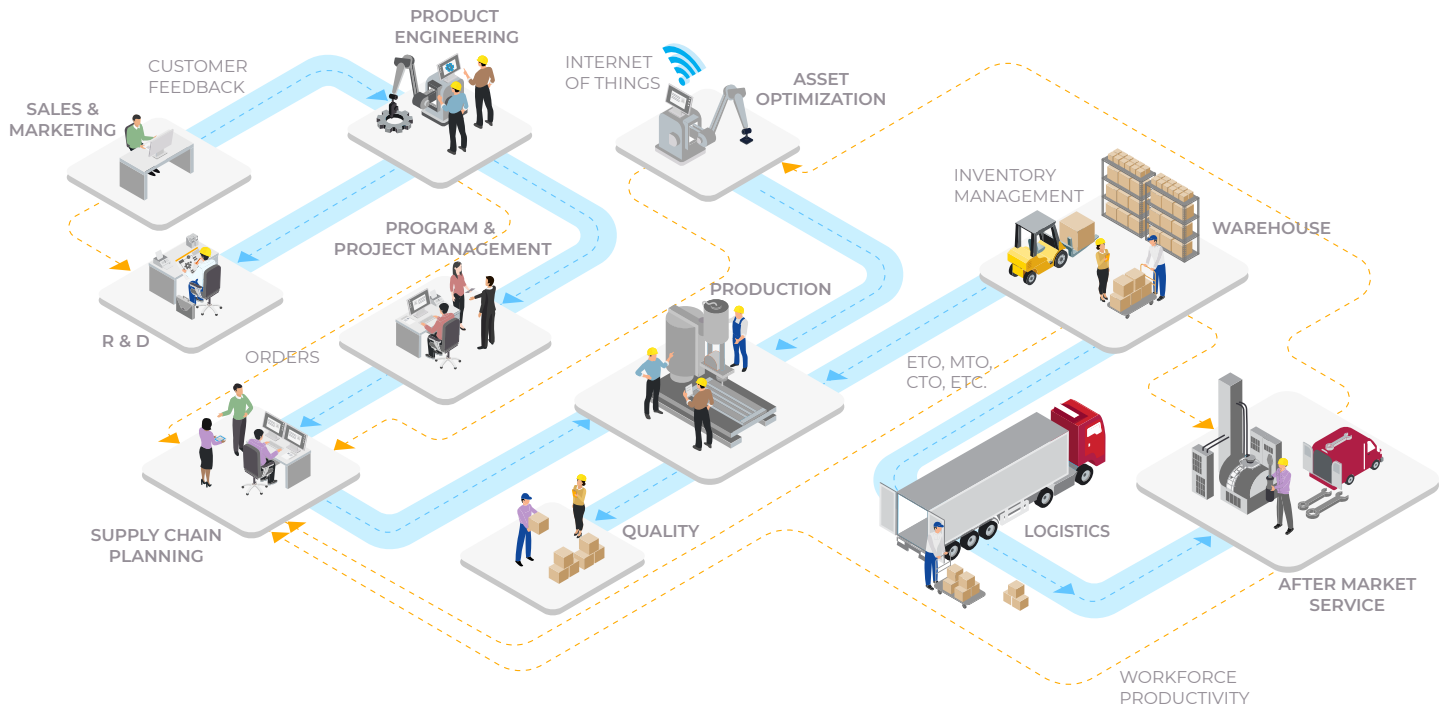 PRODUCT
ENGINEERING
CUSTOMER
FEEDBACK
SALES &
MARKETING
INTERNET
OF THINGS
ASSET
OPTIMIZATION
INVENTORY
MANAGEMENT
WAREHOUSE
PROGRAM &
PROJECT MANAGEMENT
R & D
PRODUCTION
ORDERS
ETO, MTO,
CTO, ETC.
SUPPLY CHAIN
PLANNING
QUALITY
LOGISTICS
AFTER MARKET
SERVICE
WORKFORCE
PRODUCTIVITY